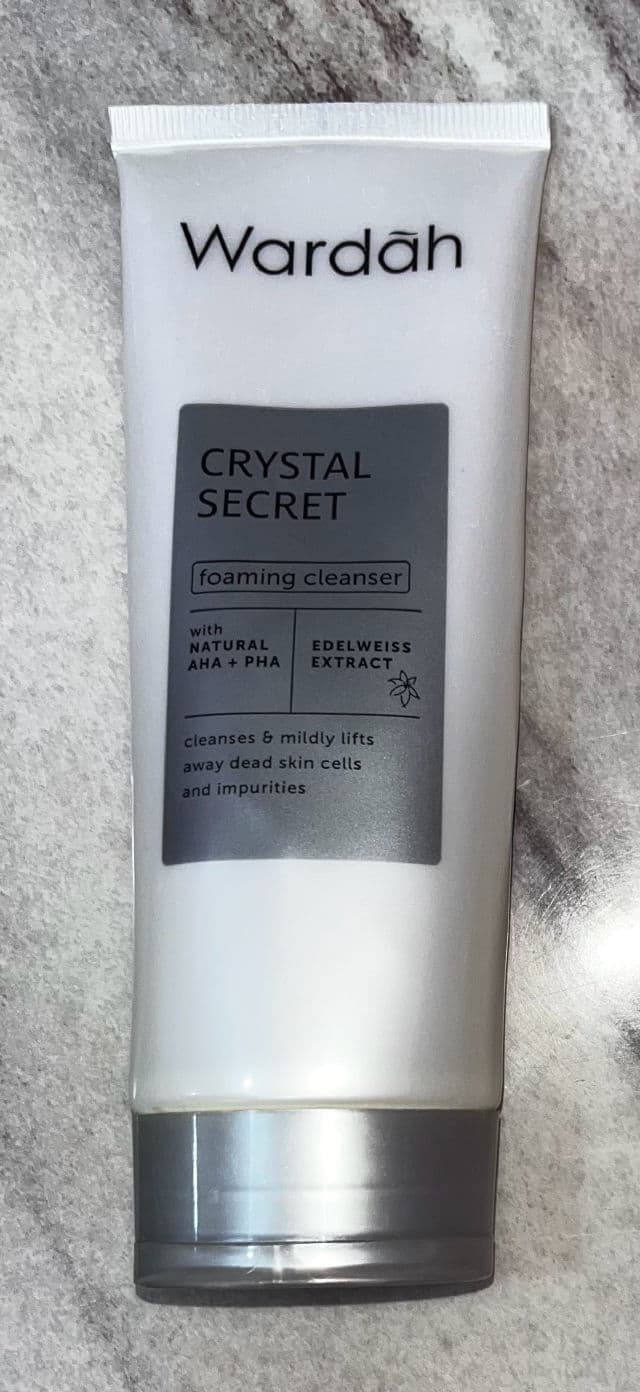 Wardãh
CRYSTAL
SECRET
foaming cleanser
with
NATURAL
AHA + PHA
EDELWEISS
EXTRACT
cleanses & mildly lifts
away dead skin cells
and impurities